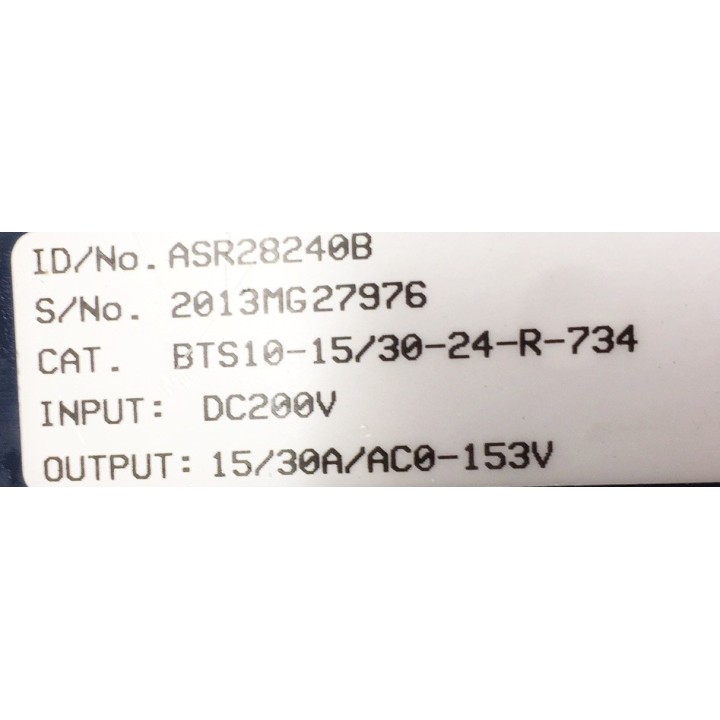 ID/No. ASR28240B
S/No. 2013MG27976
CAT. BTS10-15/30-24-R-734
INPUT: DC200V
OUTPUT: 15/30A/AC0-153V